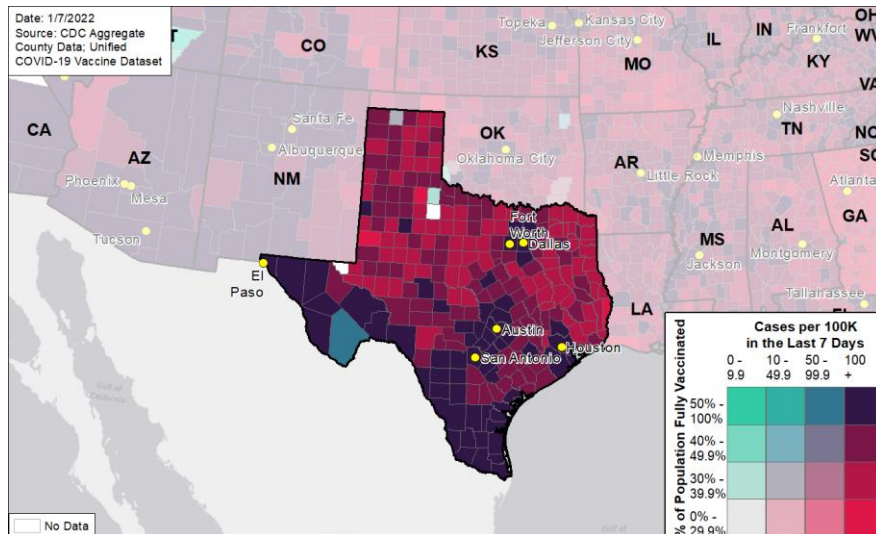 Date: 1/7/2022
Source: CDC Aggregate
County Data; Unified
COVID-19 Vaccine Dataset
CO
KS
Topeka
Kansas City
Jefferson City
MO
IL
IN
OH
WV
Frankfort
KY
VA
CA
AZ
Phoenix
Mesa
Tucson
Santa Fe
Albuquerque
NM
OK
Oklahoma City
AR
Little Rock
Memphis
Nashville
TN
NC
SC
Atlanta
GA
AL
Montgomery
MS
Jackson
Tallahassee
LA
Fort
Worth
Dallas
El
Paso
Austin
San Antonio
Houston
Gulf of
California
Cases per 100K
in the Last 7 Days
0 -
9.9
10 -
49.9
50 -
99.9
100
+
% of Population Fully Vaccinated
50% -
100%
40% -
49.9%
30% -
39.9%
0% -
29.9%
No Data